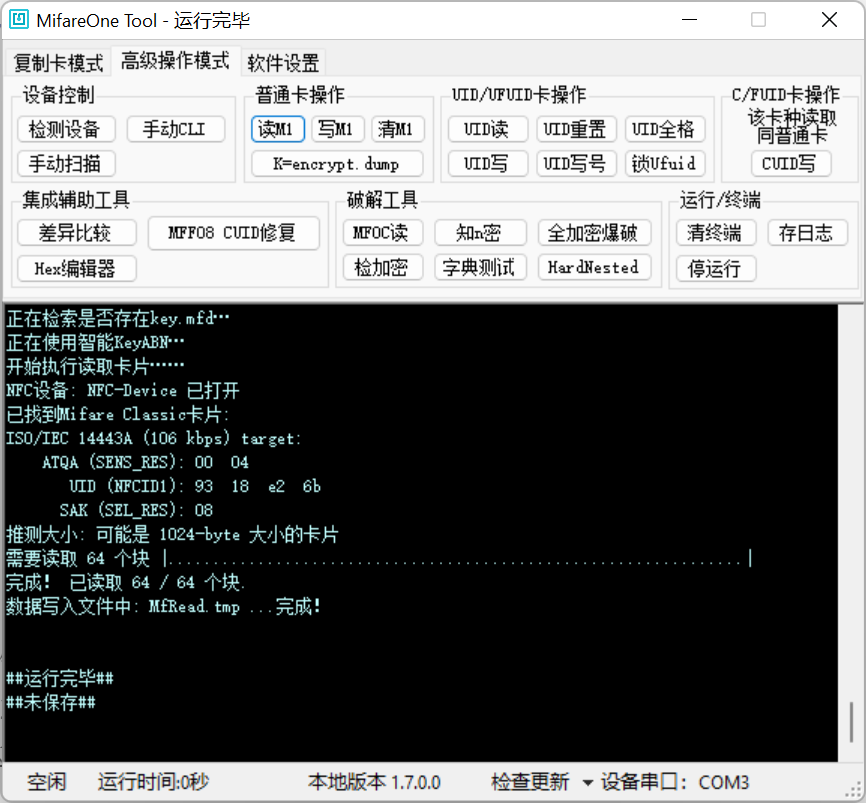 MifareOne Tool - 运行完毕
复制卡模式 高级操作模式 软件设置
设备控制 普通卡操作 UID/UFUID卡操作 C/FUID卡操作
该卡种读取
同普通卡
检测设备 手动CLI 读M1 写M1 清M1 UID读 UID重置 UID全格
手动扫描 K=encrypt.dump UID写 UID写号 锁Ufuid CUID写
集成辅助工具 破解工具 运行/终端
差异比较 MFF08 CUID修复 MFOC读 知n密 全加密爆破 清终端 存日志
Hex编辑器 检加密 字典测试 HardNested 停运行
正在检索是否存在key.mfd…
正在使用智能KeyABN…
开始执行读取卡片……
NFC设备: NFC-Device 已打开
已找到Mifare Classic卡片:
ISO/IEC 14443A (106 kbps) target:
ATQA (SENS_RES): 00 04
UID (NFCID1): 93 18 e2 6b
SAK (SEL_RES): 08
推测大小: 可能是 1024-byte 大小的卡片
需要读取 64 个块 |................................................................|
完成! 已读取 64 / 64 个块.
数据写入文件中: MfRead.tmp ...完成!
##运行完毕##
##未保存##
空闲 运行时间:0秒 本地版本 1.7.0.0 检查更新 设备串口: COM3